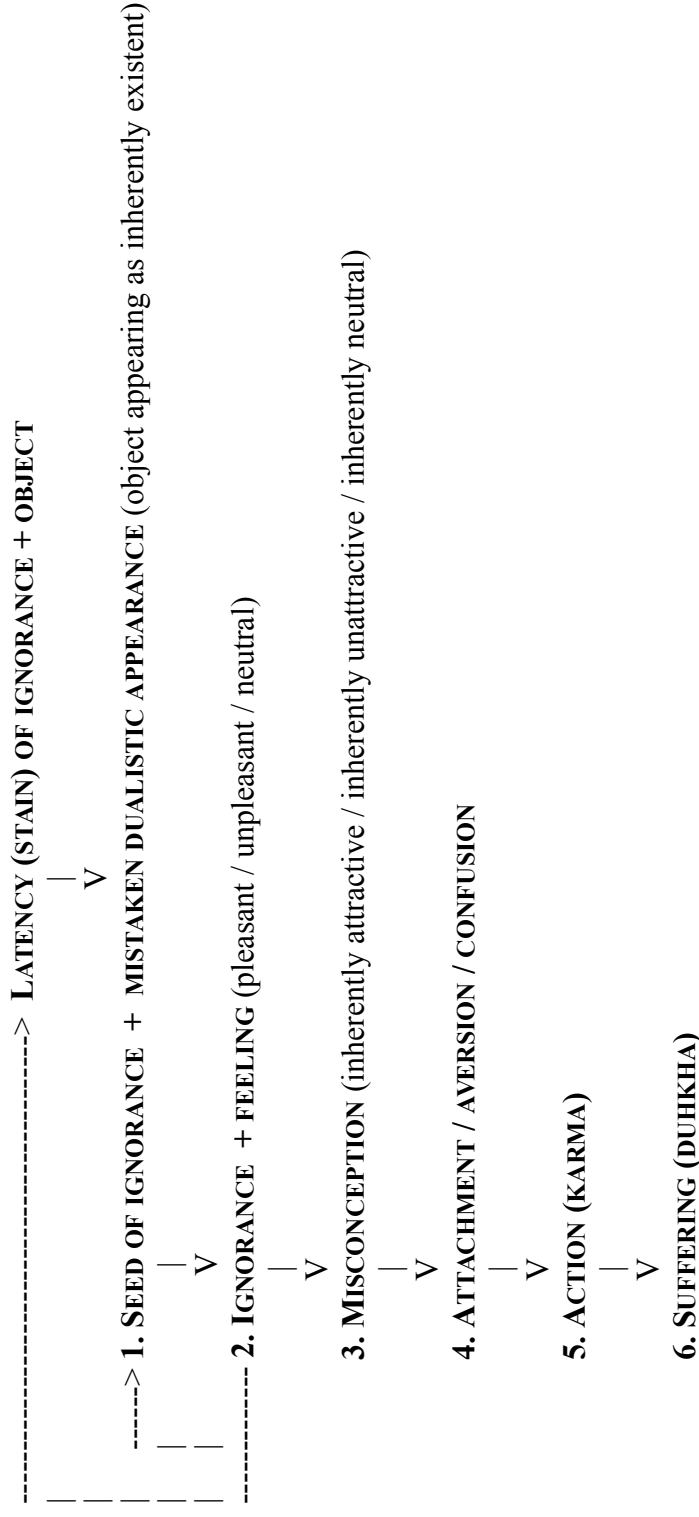 --------------------------------> LATENCY (STAIN) OF IGNORANCE + OBJECT
|
V
-----> 1. SEED OF IGNORANCE + MISTAKEN DUALISTIC APPEARANCE (object appearing as inherently existent)
|
V
---------- 2. IGNORANCE + FEELING (pleasant / unpleasant / neutral)
|
V
3. MISCONCEPTION (inherently attractive / inherently unattractive / inherently neutral)
|
V
4. ATTACHMENT / AVERSION / CONFUSION
|
V
5. ACTION (KARMA)
|
V
6. SUFFERING (DUHKHA)